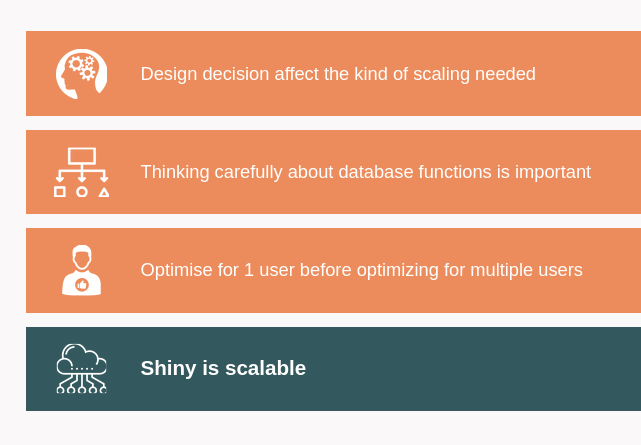 Design decision affect the kind of scaling needed
Thinking carefully about database functions is important
Optimise for 1 user before optimizing for multiple users
Shiny is scalable